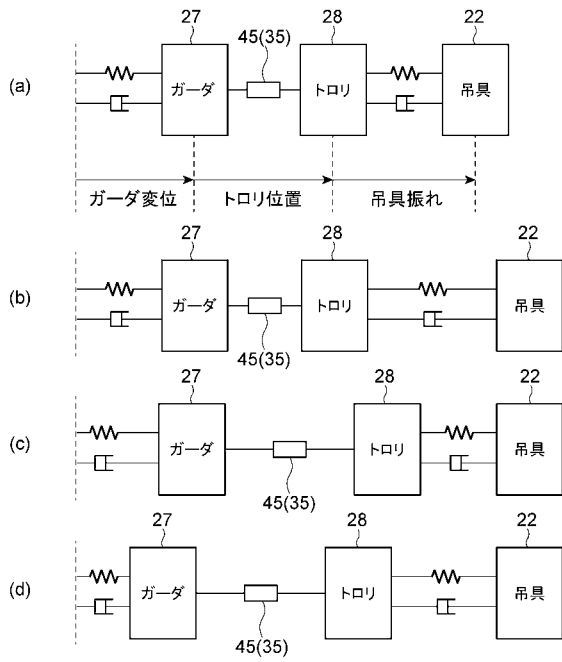 27
45(35)
28
22
(a)
ガーダ
トロリ
吊具
ガーダ変位
トロリ位置
吊具振れ
27
28
22
(b)
ガーダ
トロリ
吊具
45(35)
27
28
22
(c)
ガーダ
トロリ
吊具
45(35)
27
28
22
(d)
ガーダ
トロリ
吊具
45(35)